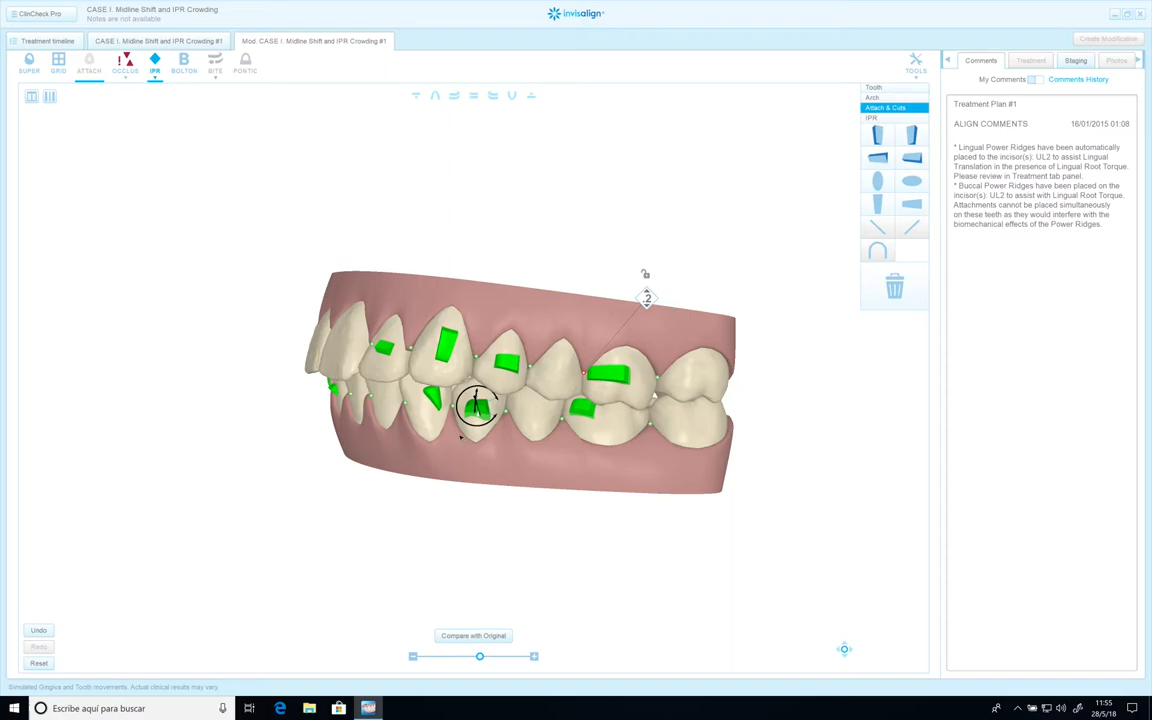 ClinCheck Pro
CASE I. Midline Shift and IPR Crowding
Notes are not available
invisalign
Treatment timeline
CASE I. Midline Shift and IPR Crowding #1
Mod. CASE I. Midline Shift and IPR Crowding #1
Create Modification
SUPER
GRID
ATTACH
OCCLUS
IPR
BOLTON
BITE
PONTIC
TOOLS
Tooth
Arch
Attach & Cuts
IPR
Comments
Treatment
Staging
Photos
My Comments
Comments History
Treatment Plan #1
ALIGN COMMENTS 16/01/2015 01:08
* Lingual Power Ridges have been automatically
placed to the incisor(s): UL2 to assist Lingual
Translation in the presence of Lingual Root Torque.
Please review in Treatment tab panel.
* Buccal Power Ridges have been placed on the
incisor(s): UL2 to assist with Lingual Root Torque.
Attachments cannot be placed simultaneously
on these teeth as they would interfere with the
biomechanical effects of the Power Ridges.
.2
Undo
Redo
Reset
Compare with Original
Simulated Gingiva and Tooth movements. Actual clinical results may vary.
Escribe aquí para buscar
11:55
28/5/18